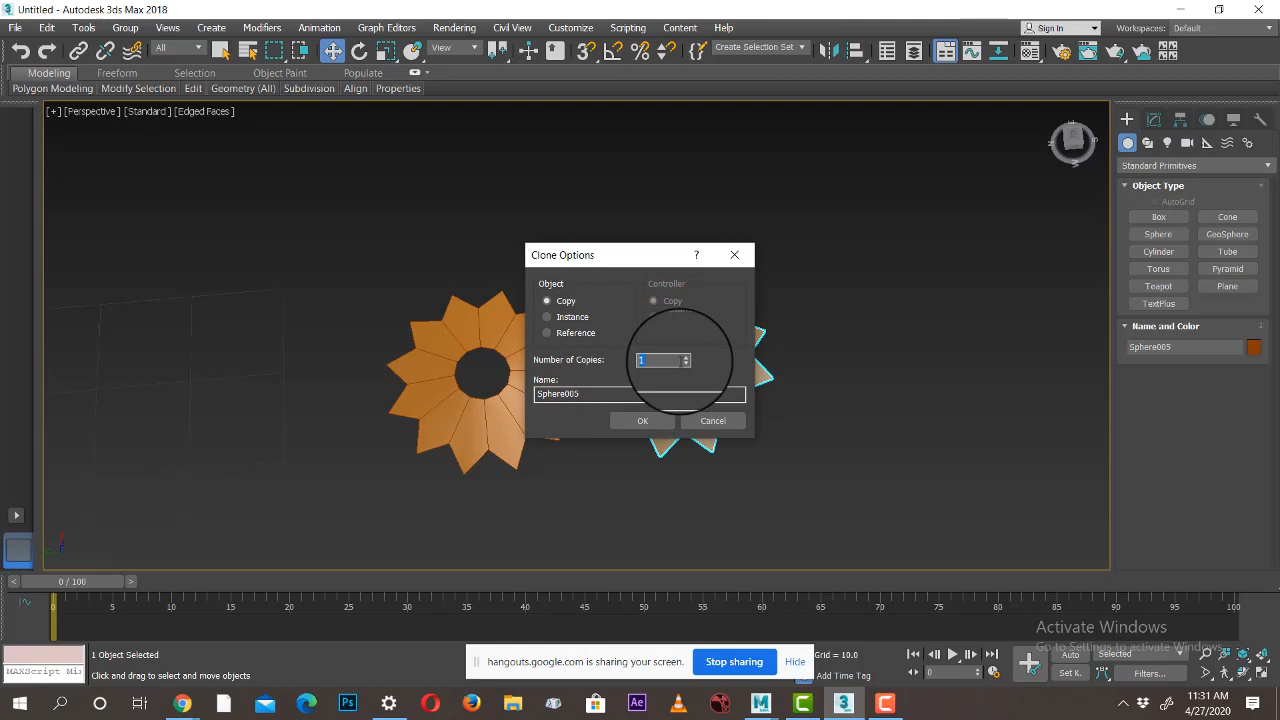 Untitled - Autodesk 3ds Max 2018
File Edit Tools Group Views Create Modifiers Animation Graph Editors Rendering Civil View Customize Scripting Content Sign In Workspaces: Default
All View Create Selection Set
Modeling Freeform Selection Object Paint Populate
Polygon Modeling Modify Selection Edit Geometry (All) Subdivision Align Properties
[+] [Perspective] [Standard] [Edged Faces]
Standard Primitives
Object Type
AutoGrid
Box Cone
Sphere GeoSphere
Cylinder Tube
Torus Pyramid
Teapot Plane
TextPlus
Name and Color
Sphere005
Clone Options ?
Object Controller
Copy Copy
Instance
Reference
Number of Copies: 1
Name:
Sphere005
OK Cancel
< 0 / 100 >
0 5 10 15 20 25 30 35 40 45 50 55 60 65 70 75 80 85 90 95 100
Activate Windows
Go to Settings to activate Windows.
MAXScript Mi
1 Object Selected
Click and drag to select and move objects
hangouts.google.com is sharing your screen. Stop sharing Hide
Grid = 10.0
Add Time Tag
Auto Selected
Set K. Filters...
0
Ps Ae
11:31 AM
4/27/2020